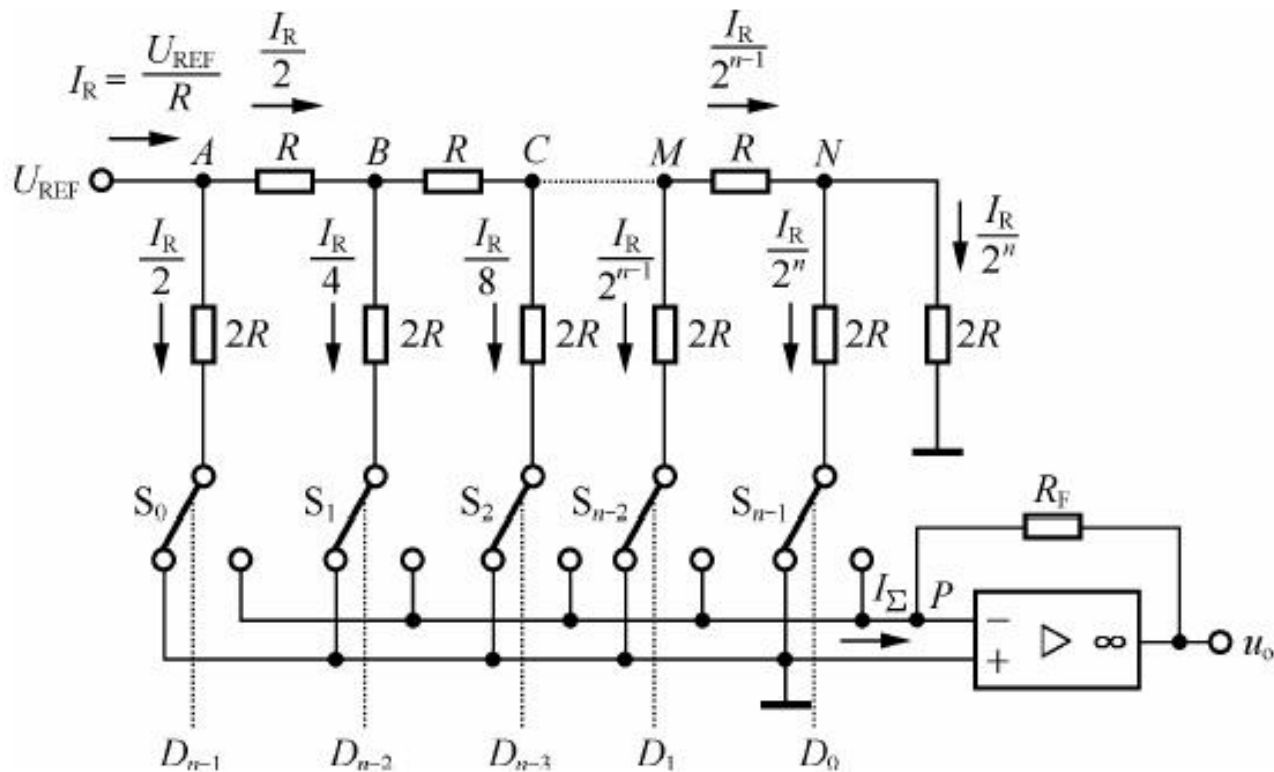 I_R = U_REF/R
I_R/2
I_R/2^{n-1}
U_REF
A R B R C M R N
I_R/2 I_R/4 I_R/8 I_R/2^{n-1} I_R/2^n I_R/2^n
2R 2R 2R 2R 2R 2R
S_0 S_1 S_2 S_{n-2} S_{n-1}
R_F
I_Σ P
− ▷ ∞
+
u_o
D_{n-1} D_{n-2} D_{n-3} D_1 D_0